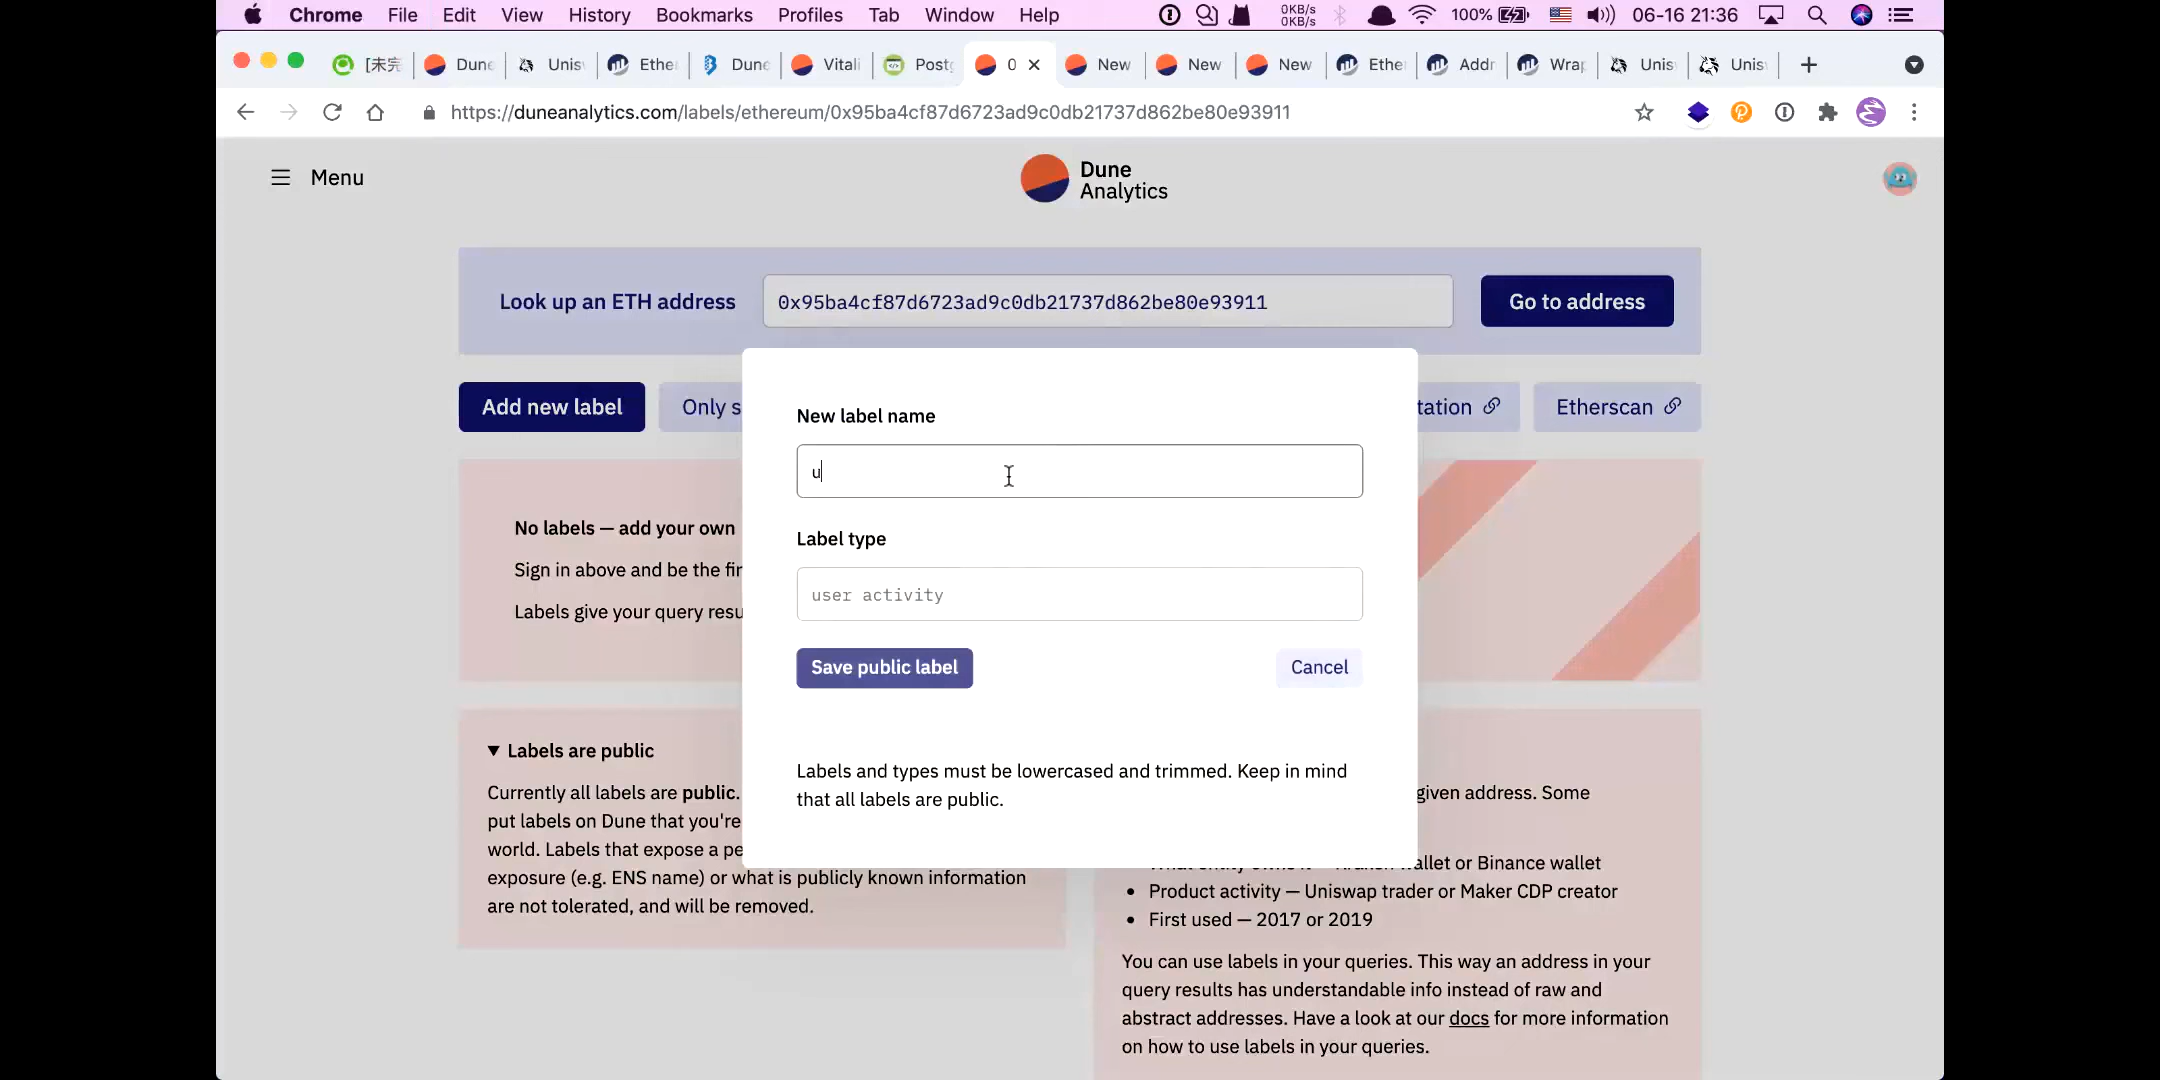 Chrome File Edit View History Bookmarks Profiles Tab Window Help 0KB/s 0KB/s 100% 06-16 21:36
[未完 Dune Unis Ether Dune Vitali Postg 0 New New New Ether Addr Wrap Unis Unis
https://duneanalytics.com/labels/ethereum/0x95ba4cf87d6723ad9c0db21737d862be80e93911
Menu
Dune
Analytics
Look up an ETH address 0x95ba4cf87d6723ad9c0db21737d862be80e93911 Go to address
Add new label Only s tation Etherscan
New label name
u
Label type
user activity
Save public label Cancel
Labels and types must be lowercased and trimmed. Keep in mind
that all labels are public.
No labels — add your own
Sign in above and be the fir
Labels give your query resu
Labels are public
Currently all labels are public.
put labels on Dune that you're
world. Labels that expose a pe
exposure (e.g. ENS name) or what is publicly known information
are not tolerated, and will be removed.
given address. Some
allet or Binance wallet
• Product activity — Uniswap trader or Maker CDP creator
• First used — 2017 or 2019
You can use labels in your queries. This way an address in your
query results has understandable info instead of raw and
abstract addresses. Have a look at our docs for more information
on how to use labels in your queries.